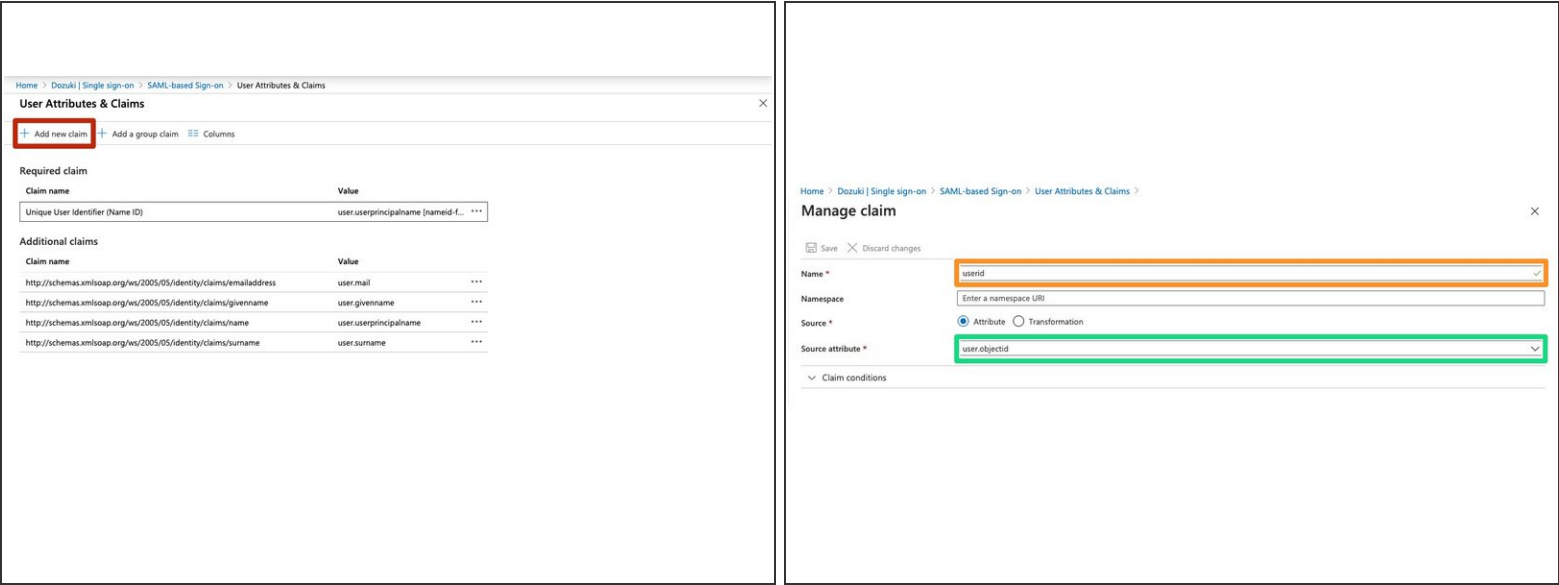 Home > Dozuki | Single sign-on > SAML-based Sign-on > User Attributes & Claims
User Attributes & Claims
Add new claim Add a group claim Columns
Required claim
Claim name Value
Unique User Identifier (Name ID) user.userprincipalname [nameid-f... ...
Additional claims
Claim name Value
http://schemas.xmlsoap.org/ws/2005/05/identity/claims/emailaddress user.mail ...
http://schemas.xmlsoap.org/ws/2005/05/identity/claims/givenname user.givenname ...
http://schemas.xmlsoap.org/ws/2005/05/identity/claims/name user.userprincipalname ...
http://schemas.xmlsoap.org/ws/2005/05/identity/claims/surname user.surname ...
Home > Dozuki | Single sign-on > SAML-based Sign-on > User Attributes & Claims >
Manage claim
Save Discard changes
Name * userid
Namespace Enter a namespace URI
Source * Attribute Transformation
Source attribute * user.objectid
Claim conditions